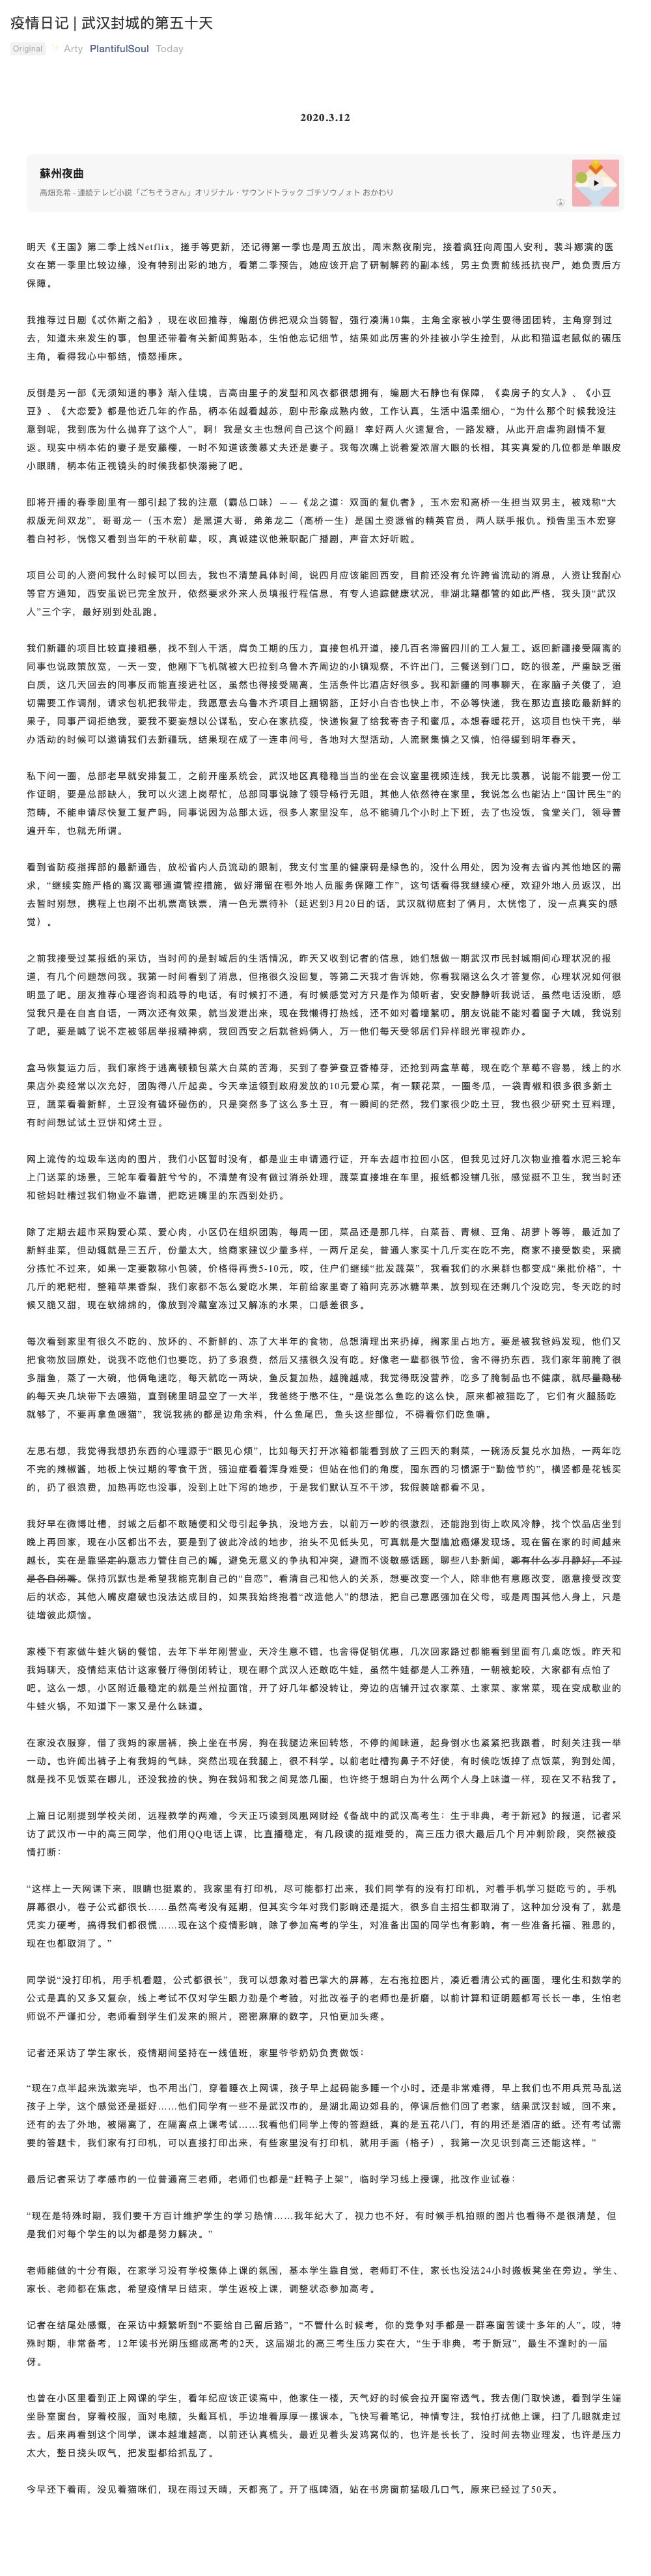 疫情日记 | 武汉封城的第五十天
Original Arty PlantifulSoul Today
2020.3.12
蘇州夜曲
高畑充希 - 連続テレビ小説「ごちそうさん」オリジナル・サウンドトラック ゴチソウノォト おかわり
明天《王国》第二季上线Netflix，搓手等更新，还记得第一季也是周五放出，周末熬夜刷完，接着疯狂向周围人安利。裴斗娜演的医
女在第一季里比较边缘，没有特别出彩的地方，看第二季预告，她应该开启了研制解药的副本线，男主负责前线抵抗丧尸，她负责后方
保障。
我推荐过日剧《忒休斯之船》，现在收回推荐，编剧仿佛把观众当弱智，强行凑满10集，主角全家被小学生耍得团团转，主角穿到过
去，知道未来发生的事，包里还带着有关新闻剪贴本，生怕他忘记细节，结果如此厉害的外挂被小学生捡到，从此和猫逗老鼠似的碾压
主角，看得我心中郁结，愤怒捶床。
反倒是另一部《无须知道的事》渐入佳境，吉高由里子的发型和风衣都很想拥有，编剧大石静也有保障，《卖房子的女人》、《小豆
豆》、《大恋爱》都是他近几年的作品，柄本佑越看越苏，剧中形象成熟内敛，工作认真，生活中温柔细心，“为什么那个时候我没注
意到呢，我到底为什么抛弃了这个人”，啊！我是女主也想问自己这个问题！幸好两人火速复合，一路发糖，从此开启虐狗剧情不复
返。现实中柄本佑的妻子是安藤樱，一时不知道该羡慕丈夫还是妻子。我每次嘴上说着爱浓眉大眼的长相，其实真爱的几位都是单眼皮
小眼睛，柄本佑正视镜头的时候我都快溺毙了吧。
即将开播的春季剧里有一部引起了我的注意（霸总口味）——《龙之道：双面的复仇者》，玉木宏和高桥一生担当双男主，被戏称“大
叔版无间双龙”，哥哥龙一（玉木宏）是黑道大哥，弟弟龙二（高桥一生）是国土资源省的精英官员，两人联手报仇。预告里玉木宏穿
着白衬衫，恍惚又看到当年的千秋前辈，哎，真诚建议他兼职配广播剧，声音太好听啦。
项目公司的人资问我什么时候可以回去，我也不清楚具体时间，说四月应该能回西安，目前还没有允许跨省流动的消息，人资让我耐心
等官方通知，西安虽说已完全放开，依然要求外来人员填报行程信息，有专人追踪健康状况，非湖北籍都管的如此严格，我头顶“武汉
人”三个字，最好别到处乱跑。
我们新疆的项目比较直接粗暴，找不到人干活，肩负工期的压力，直接包机开道，接几百名滞留四川的工人复工。返回新疆接受隔离的
同事也说政策放宽，一天一变，他刚下飞机就被大巴拉到乌鲁木齐周边的小镇观察，不许出门，三餐送到门口，吃的很差，严重缺乏蛋
白质，这几天回去的同事反而能直接进社区，虽然也得接受隔离，生活条件比酒店好很多。我和新疆的同事聊天，在家脑子关傻了，迫
切需要工作调剂，请求包机把我带走，我愿意去乌鲁木齐项目上捆钢筋，正好小白杏也快上市，不必等快递，我在那边直接吃最新鲜的
果子，同事严词拒绝我，要我不要妄想以公谋私，安心在家抗疫，快递恢复了给我寄杏子和蜜瓜。本想春暖花开，这项目也快干完，举
办活动的时候可以邀请我们去新疆玩，结果现在成了一连串问号，各地对大型活动，人流聚集慎之又慎，怕得缓到明年春天。
私下问一圈，总部老早就安排复工，之前开座系统会，武汉地区真稳稳当当的坐在会议室里视频连线，我无比羡慕，说能不能要一份工
作证明，要是总部缺人，我可以火速上岗帮忙，总部同事说除了领导畅行无阻，其他人依然待在家里。我说怎么也能沾上“国计民生”的
范畴，不能申请尽快复工复产吗，同事说因为总部太远，很多人家里没车，总不能骑几个小时上下班，去了也没饭，食堂关门，领导普
遍开车，也就无所谓。
看到省防疫指挥部的最新通告，放松省内人员流动的限制，我支付宝里的健康码是绿色的，没什么用处，因为没有去省内其他地区的需
求，“继续实施严格的离汉离鄂通道管控措施，做好滞留在鄂外地人员服务保障工作”，这句话看得我继续心梗，欢迎外地人员返汉，出
去暂时别想，携程上也刷不出机票高铁票，清一色无票待补（延迟到3月20日的话，武汉就彻底封了俩月，太恍惚了，没一点真实的感
觉）。
之前我接受过某报纸的采访，当时问的是封城后的生活情况，昨天又收到记者的信息，她们想做一期武汉市民封城期间心理状况的报
道，有几个问题想问我。我第一时间看到了消息，但拖很久没回复，等第二天我才告诉她，你看我隔这么久才答复你，心理状况如何很
明显了吧。朋友推荐心理咨询和疏导的电话，有时候打不通，有时候感觉对方只是作为倾听者，安安静静听我说话，虽然电话没断，感
觉我只是在自言自语，一两次还有效果，就当发泄出来，现在我懒得打热线，还不如对着墙絮叨。朋友说能不能对着窗子大喊，我说别
了吧，要是喊了说不定被邻居举报精神病，我回西安之后就爸妈俩人，万一他们每天受邻居们异样眼光审视咋办。
盒马恢复运力后，我们家终于逃离顿顿包菜大白菜的苦海，买到了春笋蚕豆香椿芽，还抢到两盒草莓，现在吃个草莓不容易，线上的水
果店外卖经常以次充好，团购得八斤起卖。今天幸运领到政府发放的10元爱心菜，有一颗花菜，一圈冬瓜，一袋青椒和很多很多新土
豆，蔬菜看着新鲜，土豆没有磕坏碰伤的，只是突然多了这么多土豆，有一瞬间的茫然，我们家很少吃土豆，我也很少研究土豆料理，
有时间想试试土豆饼和烤土豆。
网上流传的垃圾车送肉的图片，我们小区暂时没有，都是业主申请通行证，开车去超市拉回小区，但我见过好几次物业推着水泥三轮车
上门送菜的场景，三轮车看着脏兮兮的，不清楚有没有做过消杀处理，蔬菜直接堆在车里，报纸都没铺几张，感觉挺不卫生，我当时还
和爸妈吐槽过我们物业不靠谱，把吃进嘴里的东西到处扔。
除了定期去超市采购爱心菜、爱心肉，小区仍在组织团购，每周一团，菜品还是那几样，白菜苔、青椒、豆角、胡萝卜等等，最近加了
新鲜韭菜，但动辄就是三五斤，份量太大，给商家建议少量多样，一两斤足矣，普通人家买十几斤实在吃不完，商家不接受散卖，采摘
分拣忙不过来，如果一定要散称小包装，价格得再贵5-10元，哎，住户们继续“批发蔬菜”，我看我们的水果群也都变成“果批价格”，十
几斤的粑粑柑，整箱苹果香梨，我们家都不怎么爱吃水果，年前给家里寄了箱阿克苏冰糖苹果，放到现在还剩几个没吃完，冬天吃的时
候又脆又甜，现在软绵绵的，像放到冷藏室冻过又解冻的水果，口感差很多。
每次看到家里有很久不吃的、放坏的、不新鲜的、冻了大半年的食物，总想清理出来扔掉，搁家里占地方。要是被我爸妈发现，他们又
把食物放回原处，说我不吃他们也要吃，扔了多浪费，然后又摆很久没有吃。好像老一辈都很节俭，舍不得扔东西，我们家年前腌了很
多腊鱼，蒸了一大碗，他俩龟速吃，每天就吃一两块，鱼反复加热，越腌越咸，我觉得既没营养，吃多了腌制品也不健康，就尽量隐秘
的每天夹几块带下去喂猫，直到碗里明显空了一大半，我爸终于憋不住，“是说怎么鱼吃的这么快，原来都被猫吃了，它们有火腿肠吃
就够了，不要再拿鱼喂猫”，我说我挑的都是边角余料，什么鱼尾巴，鱼头这些部位，不碍着你们吃鱼嘛。
左思右想，我觉得我想扔东西的心理源于“眼见心烦”，比如每天打开冰箱都能看到放了三四天的剩菜，一碗汤反复兑水加热，一两年吃
不完的辣椒酱，地板上快过期的零食干货，强迫症看着浑身难受；但站在他们的角度，囤东西的习惯源于“勤俭节约”，横竖都是花钱买
的，扔了很浪费，加热再吃也没事，没到上吐下泻的地步，于是我们默认互不干涉，我假装啥都看不见。
我好早在微博吐槽，封城之后都不敢随便和父母引起争执，没地方去，以前万一吵的很激烈，还能跑到街上吹风冷静，找个饮品店坐到
晚上再回家，现在小区都出不去，要是到了彼此冷战的地步，抬头不见低头见，可真就是大型尴尬癌爆发现场。现在留在家的时间越来
越长，实在是靠坚定的意志力管住自己的嘴，避免无意义的争执和冲突，避而不谈敏感话题，聊些八卦新闻，哪有什么岁月静好，不过
是各自闭嘴。保持沉默也是希望我能克制自己的“自恋”，看清自己和他人的关系，想要改变一个人，除非他有意愿改变，愿意接受改变
后的状态，其他人嘴皮磨破也没法达成目的，如果我始终抱着“改造他人”的想法，把自己意愿强加在父母，或是周围其他人身上，只是
徒增彼此烦恼。
家楼下有家做牛蛙火锅的餐馆，去年下半年刚营业，天冷生意不错，也舍得促销优惠，几次回家路过都能看到里面有几桌吃饭。昨天和
我妈聊天，疫情结束估计这家餐厅得倒闭转让，现在哪个武汉人还敢吃牛蛙，虽然牛蛙都是人工养殖，一朝被蛇咬，大家都有点怕了
吧。这么一想，小区附近最稳定的就是兰州拉面馆，开了好几年都没转让，旁边的店铺开过农家菜、土家菜、家常菜，现在变成歇业的
牛蛙火锅，不知道下一家又是什么味道。
在家没衣服穿，借了我妈的家居裤，换上坐在书房，狗在我腿边来回转悠，不停的闻味道，起身倒水也紧紧把我跟着，时刻关注我一举
一动。也许闻出裤子上有我妈的气味，突然出现在我腿上，很不科学。以前老吐槽狗鼻子不好使，有时候吃饭掉了点饭菜，狗到处闻，
就是找不见饭菜在哪儿，还没我捡的快。狗在我妈和我之间晃悠几圈，也许终于想明白为什么两个人身上味道一样，现在又不粘我了。
上篇日记刚提到学校关闭，远程教学的两难，今天正巧读到凤凰网财经《备战中的武汉高考生：生于非典，考于新冠》的报道，记者采
访了武汉市一中的高三同学，他们用QQ电话上课，比直播稳定，有几段读的挺难受的，高三压力很大最后几个月冲刺阶段，突然被疫
情打断：
“这样上一天网课下来，眼睛也挺累的，我家里有打印机，尽可能都打出来，我们同学有的没有打印机，对着手机学习挺吃亏的。手机
屏幕很小，卷子公式都很长……虽然高考没有延期，但其实今年对我们影响还是挺大，很多自主招生都取消了，这种加分没有了，就是
凭实力硬考，搞得我们都很慌……现在这个疫情影响，除了参加高考的学生，对准备出国的同学也有影响。有一些准备托福、雅思的，
现在也都取消了。”
同学说“没打印机，用手机看题，公式都很长”，我可以想象对着巴掌大的屏幕，左右拖拉图片，凑近看清公式的画面，理化生和数学的
公式是真的又多又复杂，线上考试不仅对学生眼力劲是个考验，对批改卷子的老师也是折磨，以前计算和证明题都写长长一串，生怕老
师说不严谨扣分，老师看到学生们发来的照片，密密麻麻的数字，只怕更加头疼。
记者还采访了学生家长，疫情期间坚持在一线值班，家里爷爷奶奶负责做饭：
“现在7点半起来洗漱完毕，也不用出门，穿着睡衣上网课，孩子早上起码能多睡一个小时。还是非常难得，早上我们也不用兵荒马乱送
孩子上学，这个感觉还是挺好……他们同学有一些不是武汉市的，是湖北周边郊县的，停课后他们回了老家，结果武汉封城，回不来。
还有的去了外地，被隔离了，在隔离点上课考试……我看他们同学上传的答题纸，真的是五花八门，有的用还是酒店的纸。还有考试需
要的答题卡，我们家有打印机，可以直接打印出来，有些家里没有打印机，就用手画（格子），我第一次见识到高三还能这样。”
最后记者采访了孝感市的一位普通高三老师，老师们也都是“赶鸭子上架”，临时学习线上授课，批改作业试卷：
“现在是特殊时期，我们要千方百计维护学生的学习热情……我年纪大了，视力也不好，有时候手机拍照的图片也看得不是很清楚，但
是我们对每个学生的以为都是努力解决。”
老师能做的十分有限，在家学习没有学校集体上课的氛围，基本学生靠自觉，老师盯不住，家长也没法24小时搬板凳坐在旁边。学生、
家长、老师都在焦虑，希望疫情早日结束，学生返校上课，调整状态参加高考。
记者在结尾处感慨，在采访中频繁听到“不要给自己留后路”，“不管什么时候考，你的竞争对手都是一群寒窗苦读十多年的人”。哎，特
殊时期，非常备考，12年读书光阴压缩成高考的2天，这届湖北的高三考生压力实在大，“生于非典，考于新冠”，最生不逢时的一届
伢。
也曾在小区里看到正上网课的学生，看年纪应该正读高中，他家住一楼，天气好的时候会拉开窗帘透气。我去侧门取快递，看到学生端
坐卧室窗台，穿着校服，面对电脑，头戴耳机，手边堆着厚厚一摞课本，飞快写着笔记，神情专注，我怕打扰他上课，扫了几眼就走过
去。后来再看到这个同学，课本越堆越高，以前还认真梳头，最近见着头发鸡窝似的，也许是长长了，没时间去物业理发，也许是压力
太大，整日挠头叹气，把发型都给抓乱了。
今早还下着雨，没见着猫咪们，现在雨过天晴，天都亮了。开了瓶啤酒，站在书房窗前猛吸几口气，原来已经过了50天。